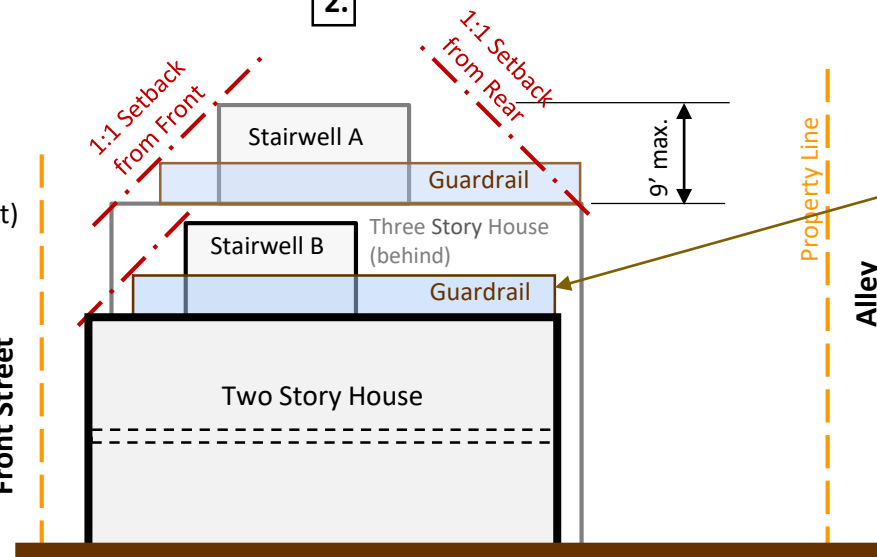 2.
1:1 Setback
from Front
1:1 Setback
from Rear
Stairwell A
Guardrail
9’ max.
t)
Three Story House
(behind)
Stairwell B
Guardrail
Property Line
Alley
Front Street
Two Story House